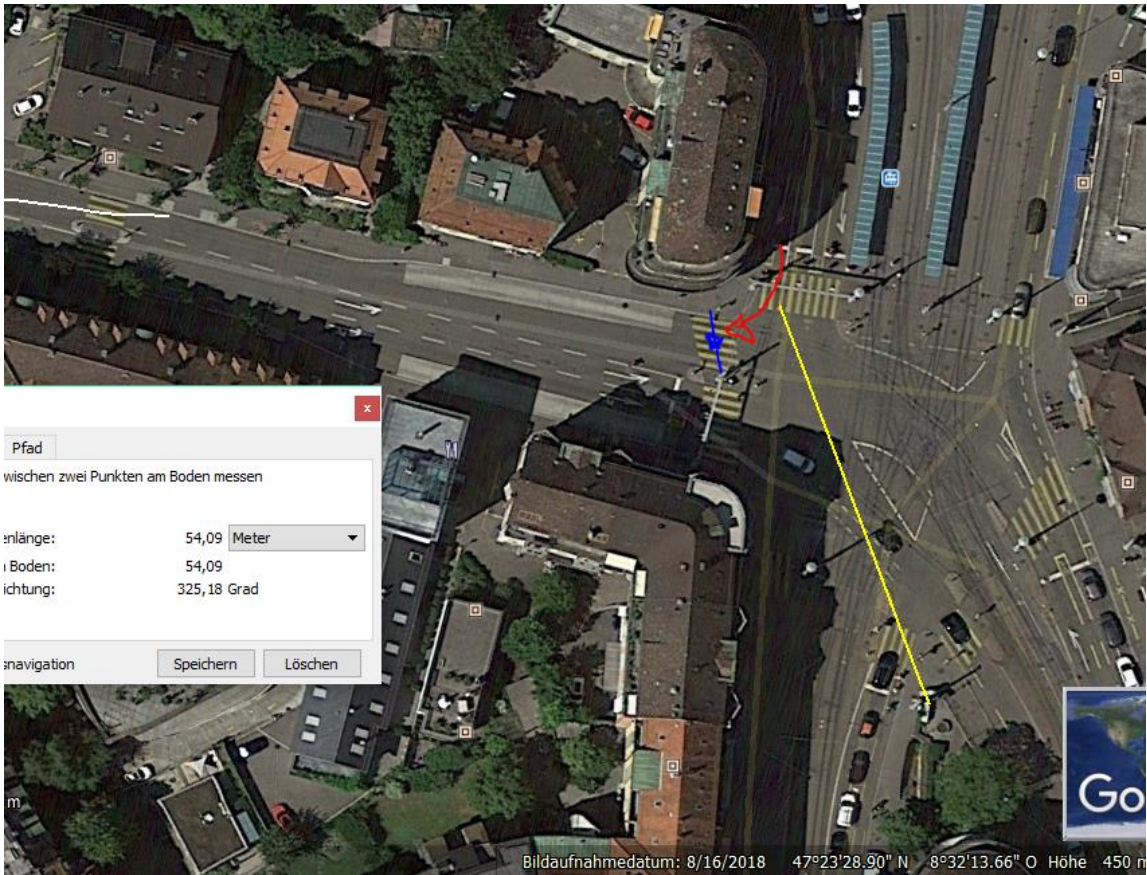 x
Pfad
wischen zwei Punkten am Boden messen
enlänge: 54,09 Meter
n Boden: 54,09
ichtung: 325,18 Grad
snavigation Speichern Löschen
m
Go
Bildaufnahmedatum: 8/16/2018 47°23'28.90" N 8°32'13.66" O Höhe 450 m